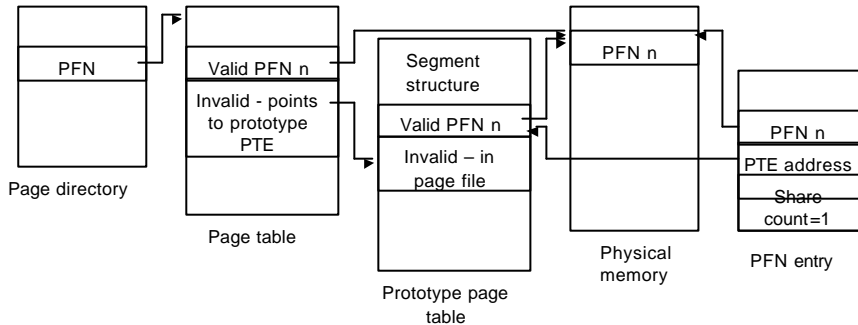 PFN
Page directory
Valid PFN n
Invalid - points
to prototype
PTE
Page table
Segment
structure
Valid PFN n
Invalid – in
page file
Prototype page
table
PFN n
Physical
memory
PFN n
PTE address
Share
count=1
PFN entry